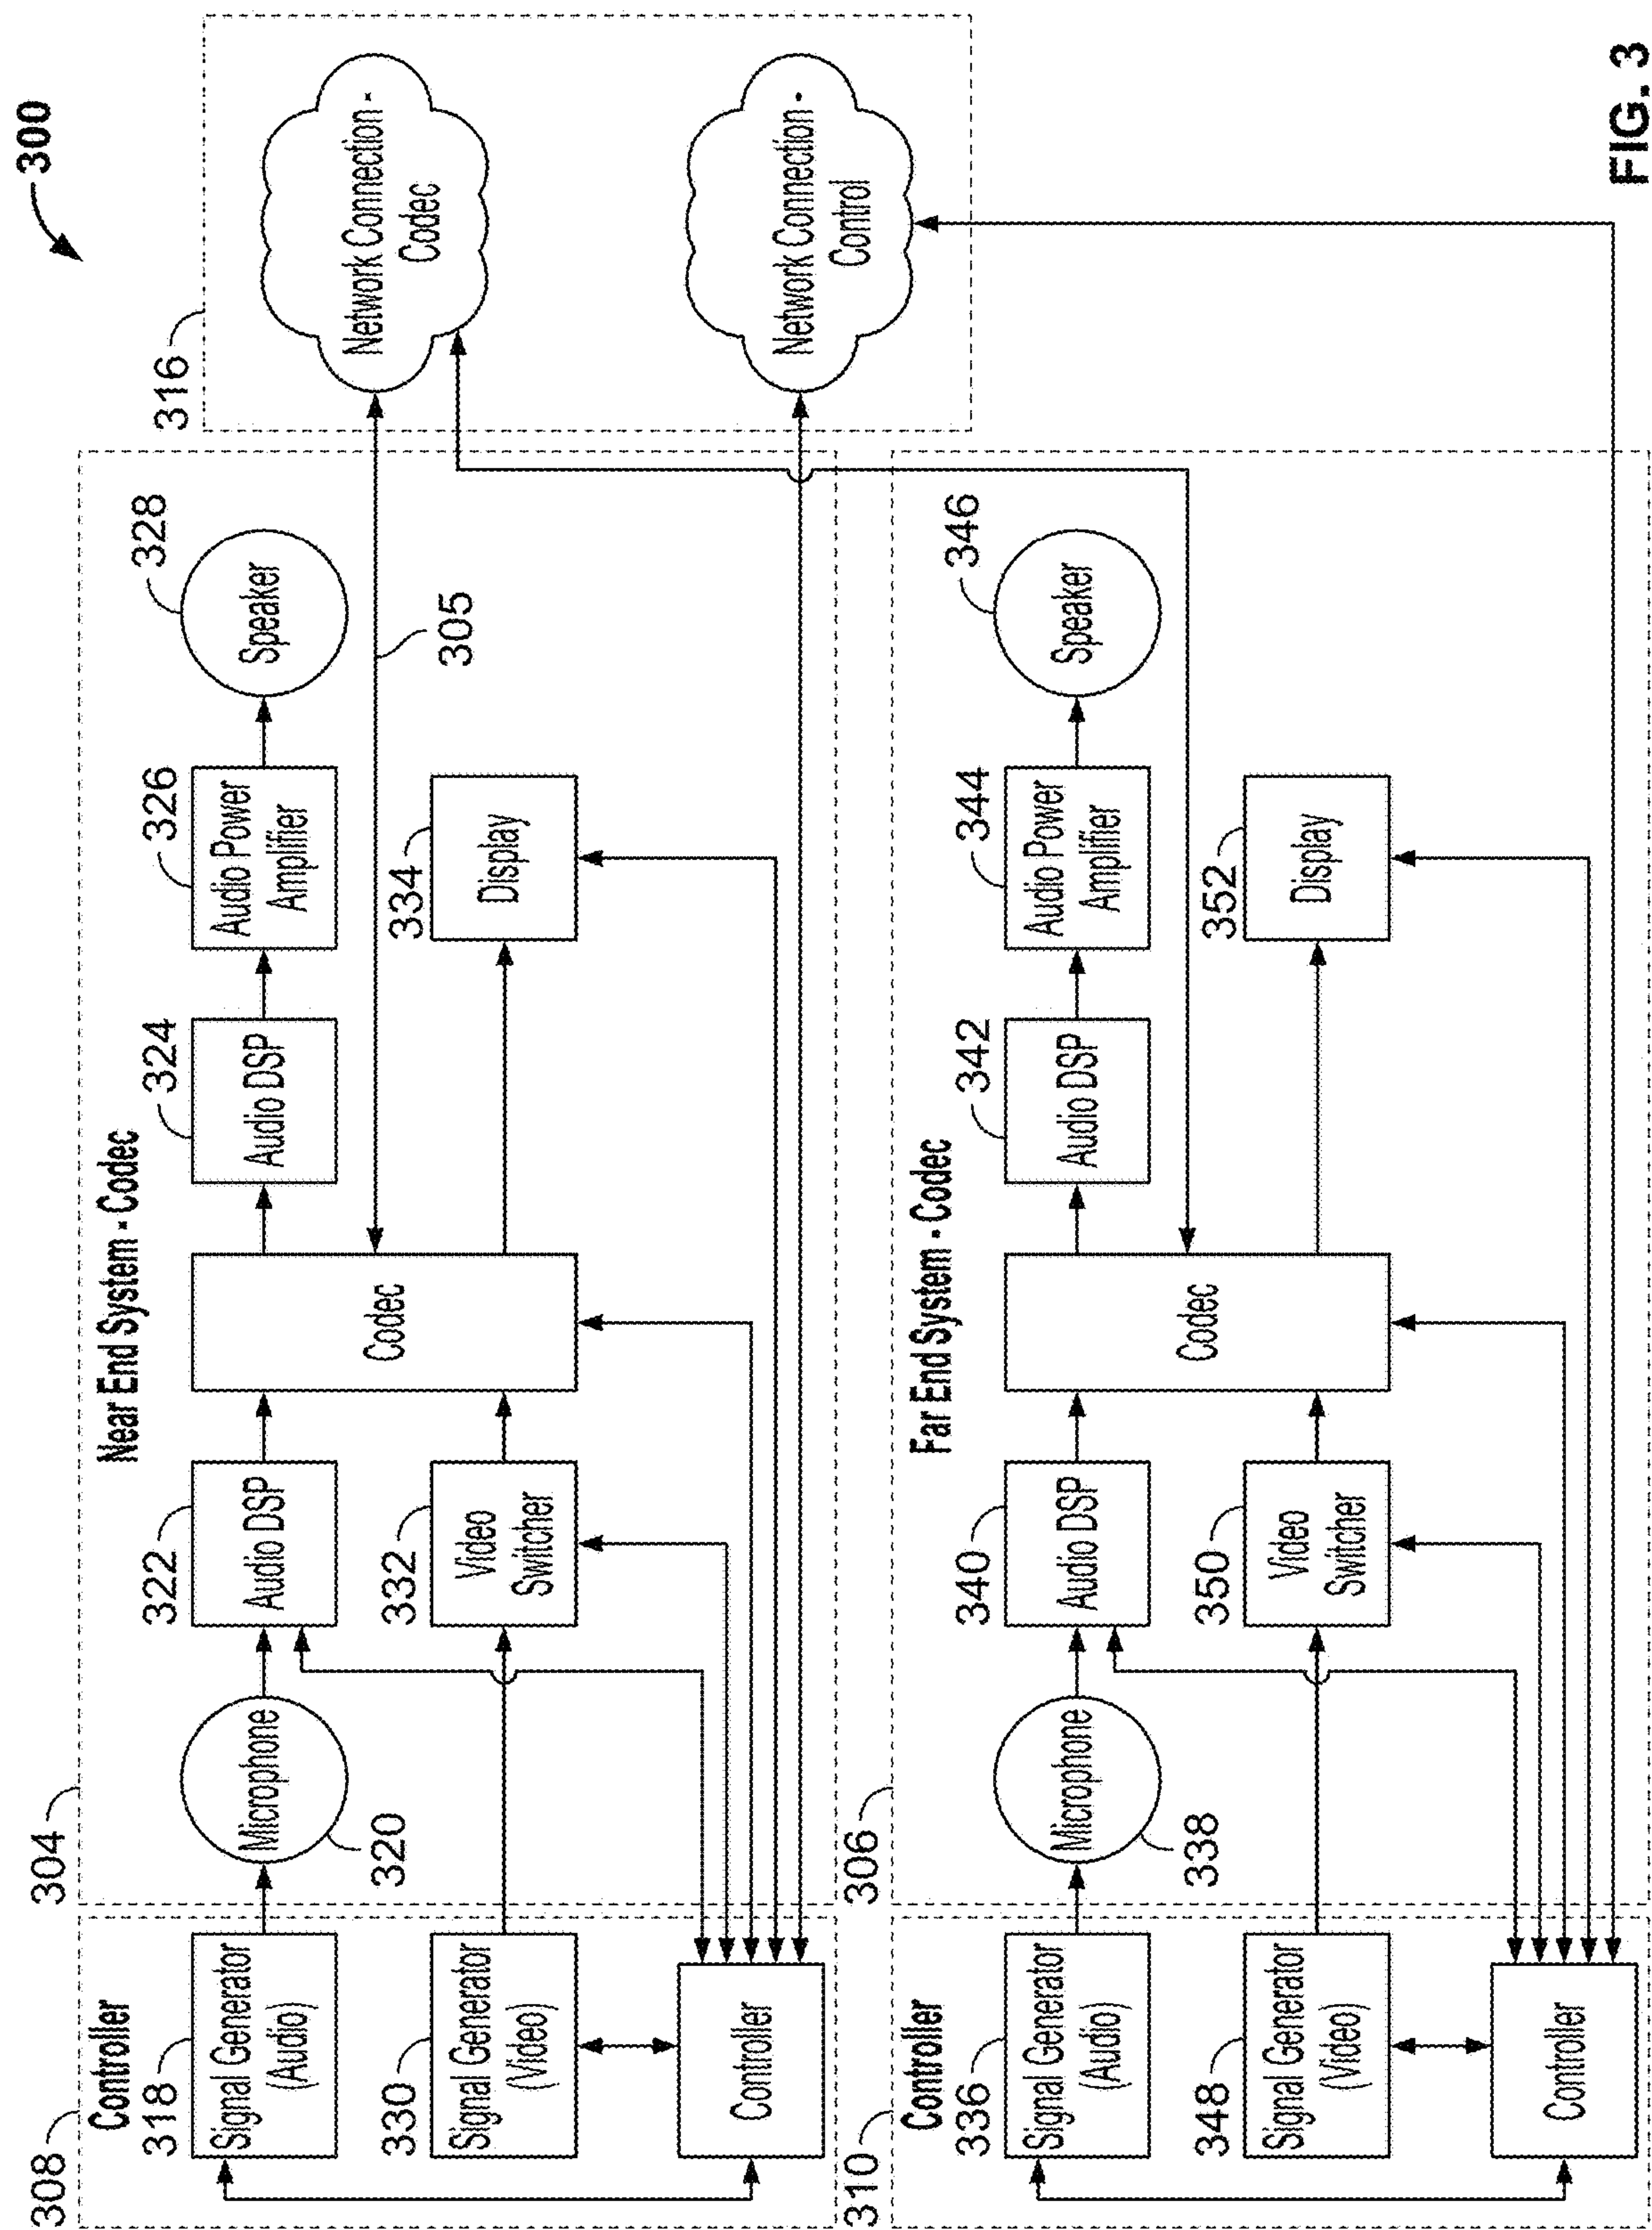 300
308
Controller
318
Signal Generator
(Audio)
330
Signal Generator
(Video)
Controller
304
Near End System - Codec
Microphone
320
322
Audio DSP
332
Video
Switcher
Codec
324
Audio DSP
326
Audio Power
Amplifier
328
Speaker
334
Display
305
316
Network Connection -
Codec
Network Connection -
Control
310
Controller
336
Signal Generator
(Audio)
348
Signal Generator
(Video)
Controller
306
Far End System - Codec
Microphone
338
340
Audio DSP
350
Video
Switcher
Codec
342
Audio DSP
344
Audio Power
Amplifier
346
Speaker
352
Display
FIG. 3